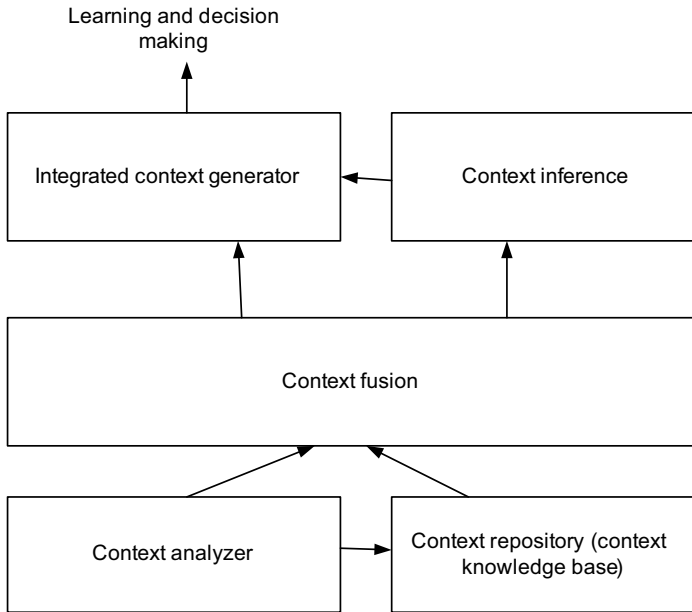 Learning and decision
making
Integrated context generator
Context inference
Context fusion
Context analyzer
Context repository (context
knowledge base)